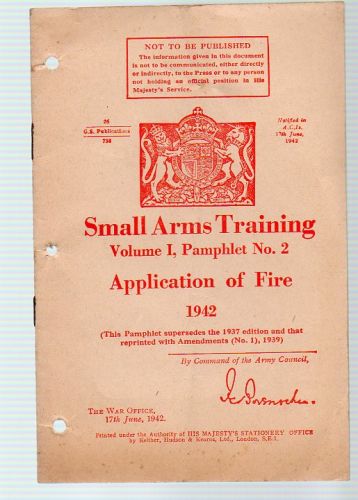 NOT TO BE PUBLISHED
The information given in this document
is not to be communicated, either directly
or indirectly, to the Press or to any person
not holding an official position in His
Majesty's Service.
26
G.S. Publications
738
Notified in
A.C.Is.
17th June,
1942
Small Arms Training
Volume I, Pamphlet No. 2
Application of Fire
1942
(This Pamphlet supersedes the 1937 edition and that
reprinted with Amendments (No. 1), 1939)
By Command of the Army Council,
THE WAR OFFICE,
17th June, 1942.
Printed under the Authority of HIS MAJESTY'S STATIONERY OFFICE
by Keliher, Hudson & Kearns, Ltd., London, S.E.1.